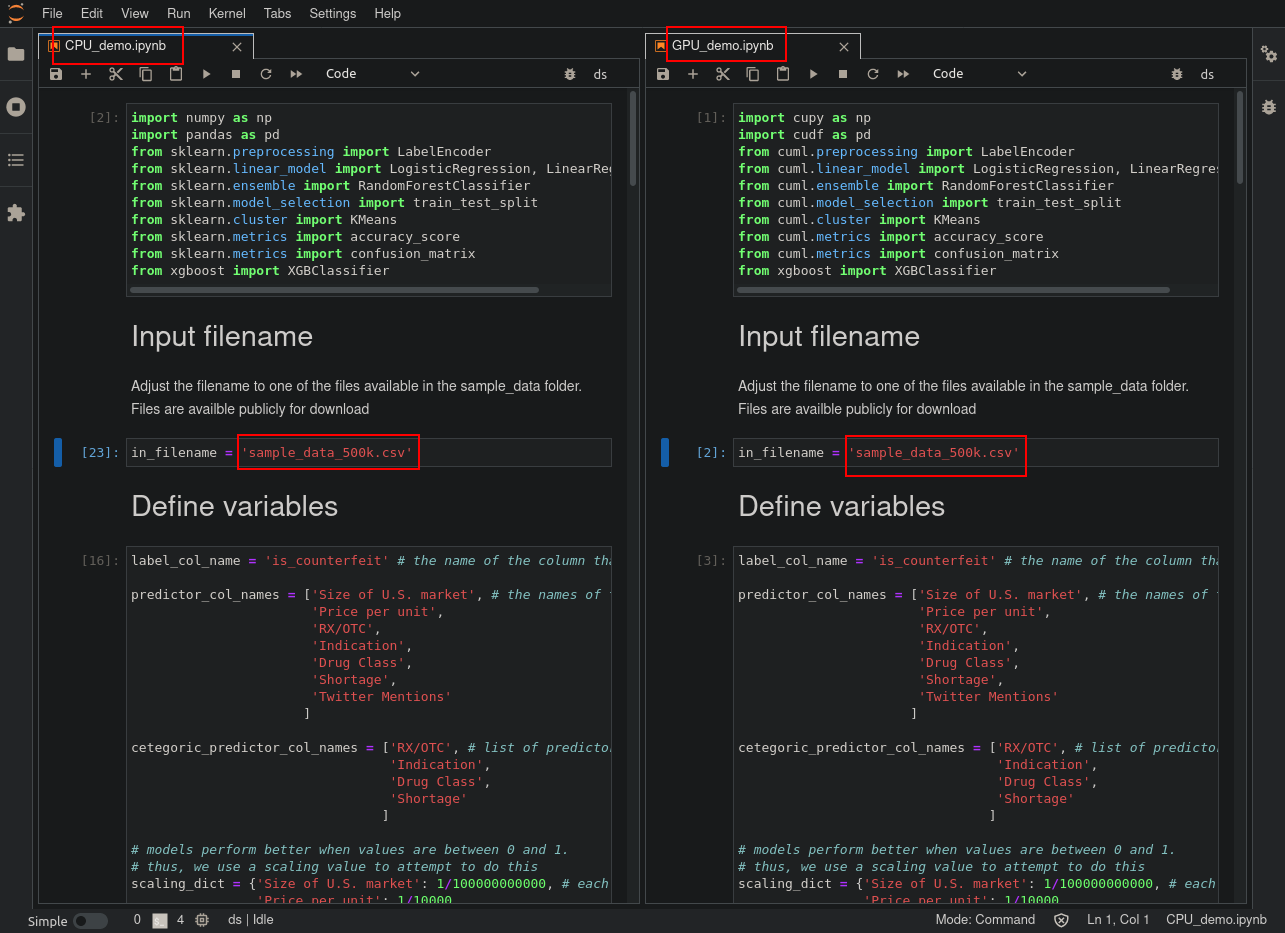 File Edit View Run Kernel Tabs Settings Help
CPU_demo.ipynb
Code
ds
[2]:
import numpy as np
import pandas as pd
from sklearn.preprocessing import LabelEncoder
from sklearn.linear_model import LogisticRegression, LinearReg
from sklearn.ensemble import RandomForestClassifier
from sklearn.model_selection import train_test_split
from sklearn.cluster import KMeans
from sklearn.metrics import accuracy_score
from sklearn.metrics import confusion_matrix
from xgboost import XGBClassifier
Input filename
Adjust the filename to one of the files available in the sample_data folder.
Files are availble publicly for download
[23]: in_filename = 'sample_data_500k.csv'
Define variables
[16]:
label_col_name = 'is_counterfeit' # the name of the column tha
predictor_col_names = ['Size of U.S. market', # the names of t
'Price per unit',
'RX/OTC',
'Indication',
'Drug Class',
'Shortage',
'Twitter Mentions'
]
cetegoric_predictor_col_names = ['RX/OTC', # list of predictor
'Indication',
'Drug Class',
'Shortage'
]
# models perform better when values are between 0 and 1.
# thus, we use a scaling value to attempt to do this
scaling_dict = {'Size of U.S. market': 1/100000000000, # each
'Price per unit': 1/10000
GPU_demo.ipynb
Code
ds
[1]:
import cupy as np
import cudf as pd
from cuml.preprocessing import LabelEncoder
from cuml.linear_model import LogisticRegression, LinearRegres
from cuml.ensemble import RandomForestClassifier
from cuml.model_selection import train_test_split
from cuml.cluster import KMeans
from cuml.metrics import accuracy_score
from cuml.metrics import confusion_matrix
from xgboost import XGBClassifier
Input filename
Adjust the filename to one of the files available in the sample_data folder.
Files are availble publicly for download
[2]: in_filename = 'sample_data_500k.csv'
Define variables
[3]:
label_col_name = 'is_counterfeit' # the name of the column tha
predictor_col_names = ['Size of U.S. market', # the names of t
'Price per unit',
'RX/OTC',
'Indication',
'Drug Class',
'Shortage',
'Twitter Mentions'
]
cetegoric_predictor_col_names = ['RX/OTC', # list of predictor
'Indication',
'Drug Class',
'Shortage'
]
# models perform better when values are between 0 and 1.
# thus, we use a scaling value to attempt to do this
scaling_dict = {'Size of U.S. market': 1/100000000000, # each
'Price per unit': 1/10000
Simple 0 4 ds | Idle Mode: Command Ln 1, Col 1 CPU_demo.ipynb